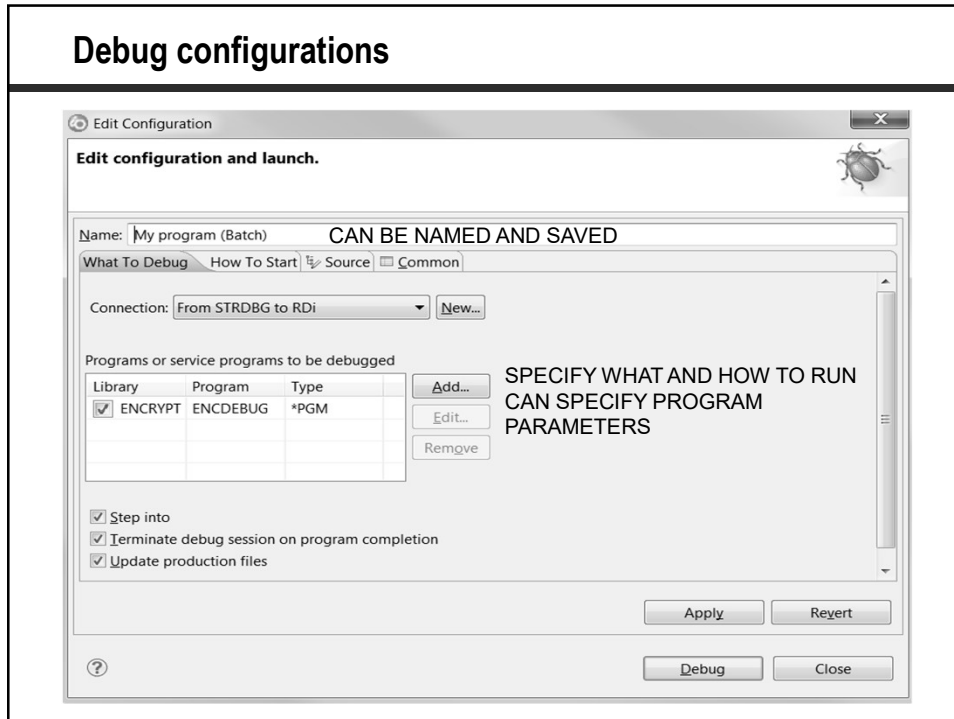 Debug configurations
Edit Configuration
X
Edit configuration and launch.
Name: My program (Batch) CAN BE NAMED AND SAVED
What To Debug How To Start Source Common
Connection: From STRDBG to RDi New...
Programs or service programs to be debugged
Library Program Type
ENCRYPT ENCDEBUG *PGM
Add...
Edit...
Remove
SPECIFY WHAT AND HOW TO RUN
CAN SPECIFY PROGRAM
PARAMETERS
Step into
Terminate debug session on program completion
Update production files
Apply Revert
? Debug Close